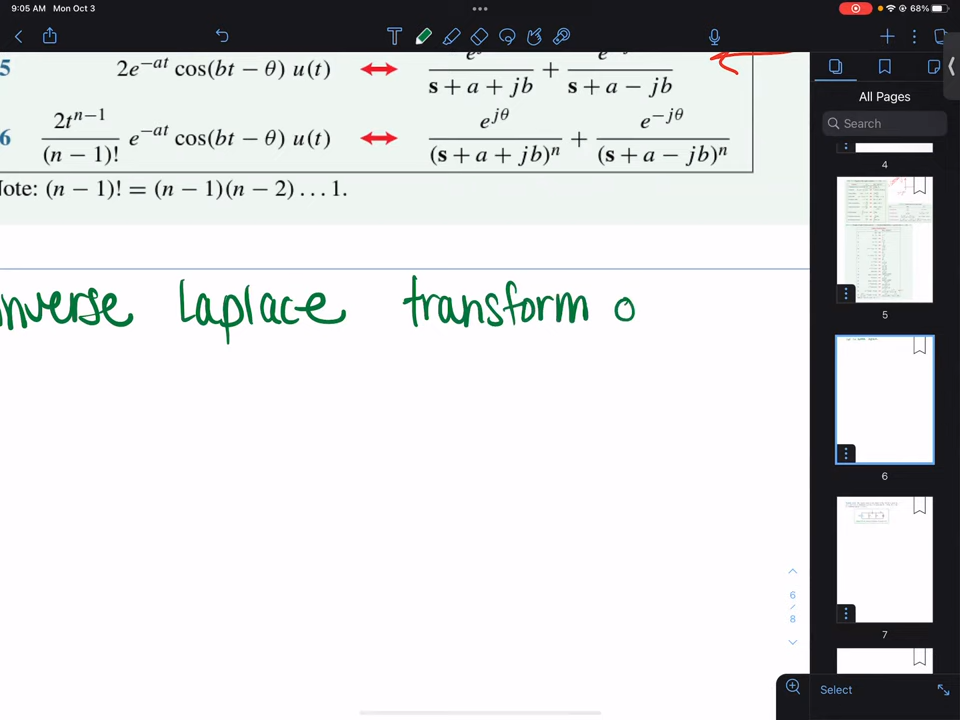 9:05 AM Mon Oct 3 68%
All Pages
Search
5 2e^{−at} cos(bt − θ) u(t) ↔ e / (s + a + jb) + e / (s + a − jb)
6 2t^{n−1} / (n − 1)! e^{−at} cos(bt − θ) u(t) ↔ e^{jθ} / (s + a + jb)^n + e^{−jθ} / (s + a − jb)^n
ote: (n − 1)! = (n − 1)(n − 2) . . . 1.
nverse Laplace transform o
4
5
6
7
6
/
8
Select